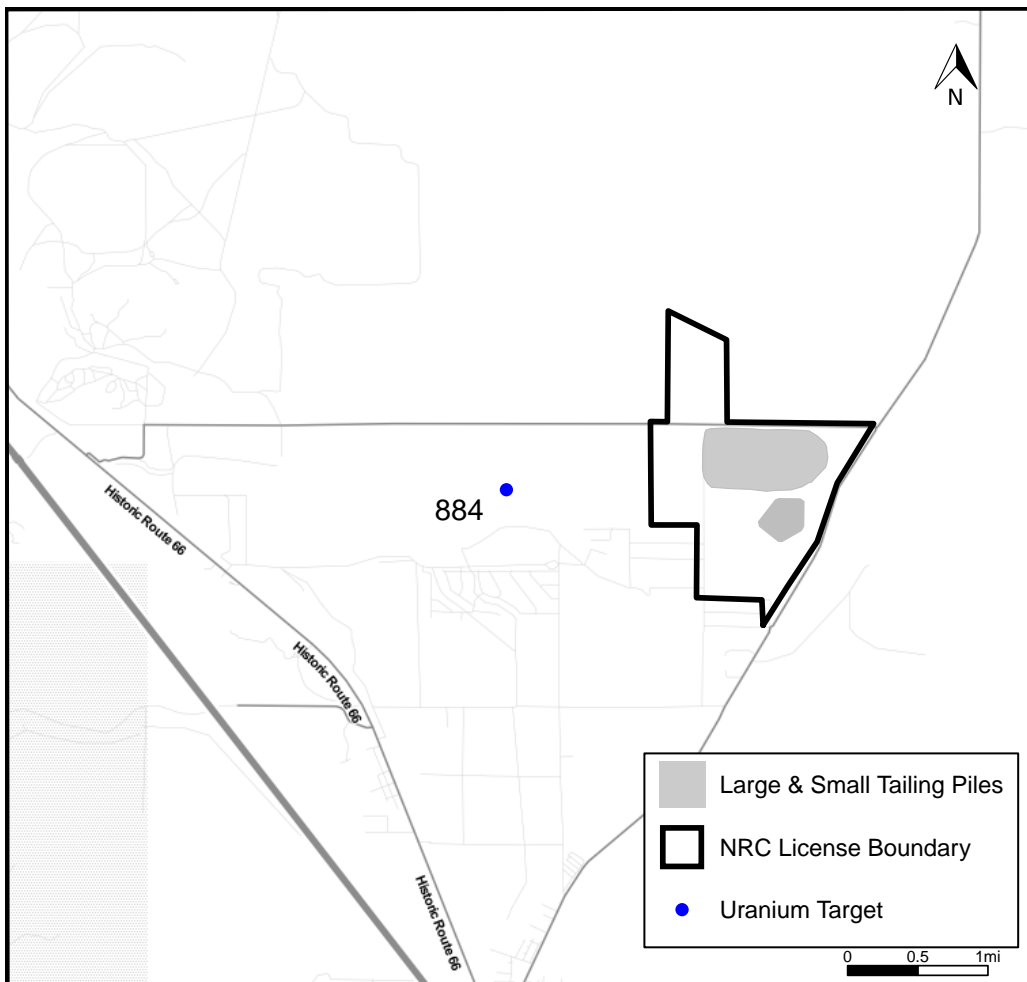 N
884
Historic Route 66
Historic Route 66
Historic Route 66
Large & Small Tailing Piles
NRC License Boundary
Uranium Target
0 0.5 1mi